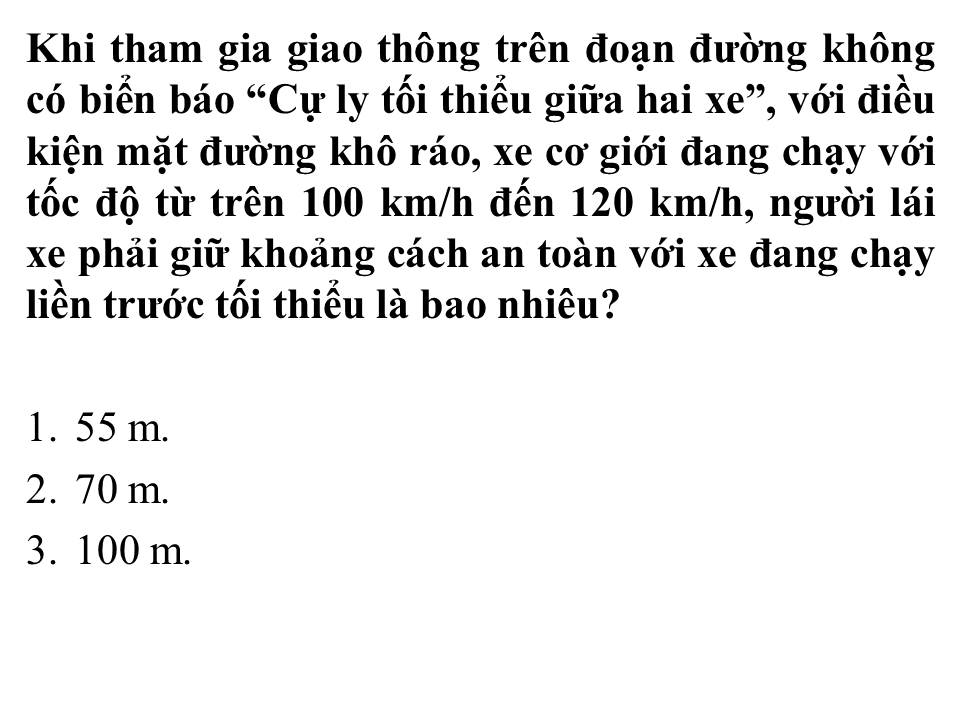 Khi tham gia giao thông trên đoạn đường không
có biển báo “Cự ly tối thiểu giữa hai xe”, với điều
kiện mặt đường khô ráo, xe cơ giới đang chạy với
tốc độ từ trên 100 km/h đến 120 km/h, người lái
xe phải giữ khoảng cách an toàn với xe đang chạy
liền trước tối thiểu là bao nhiêu?
1. 55 m.
2. 70 m.
3. 100 m.